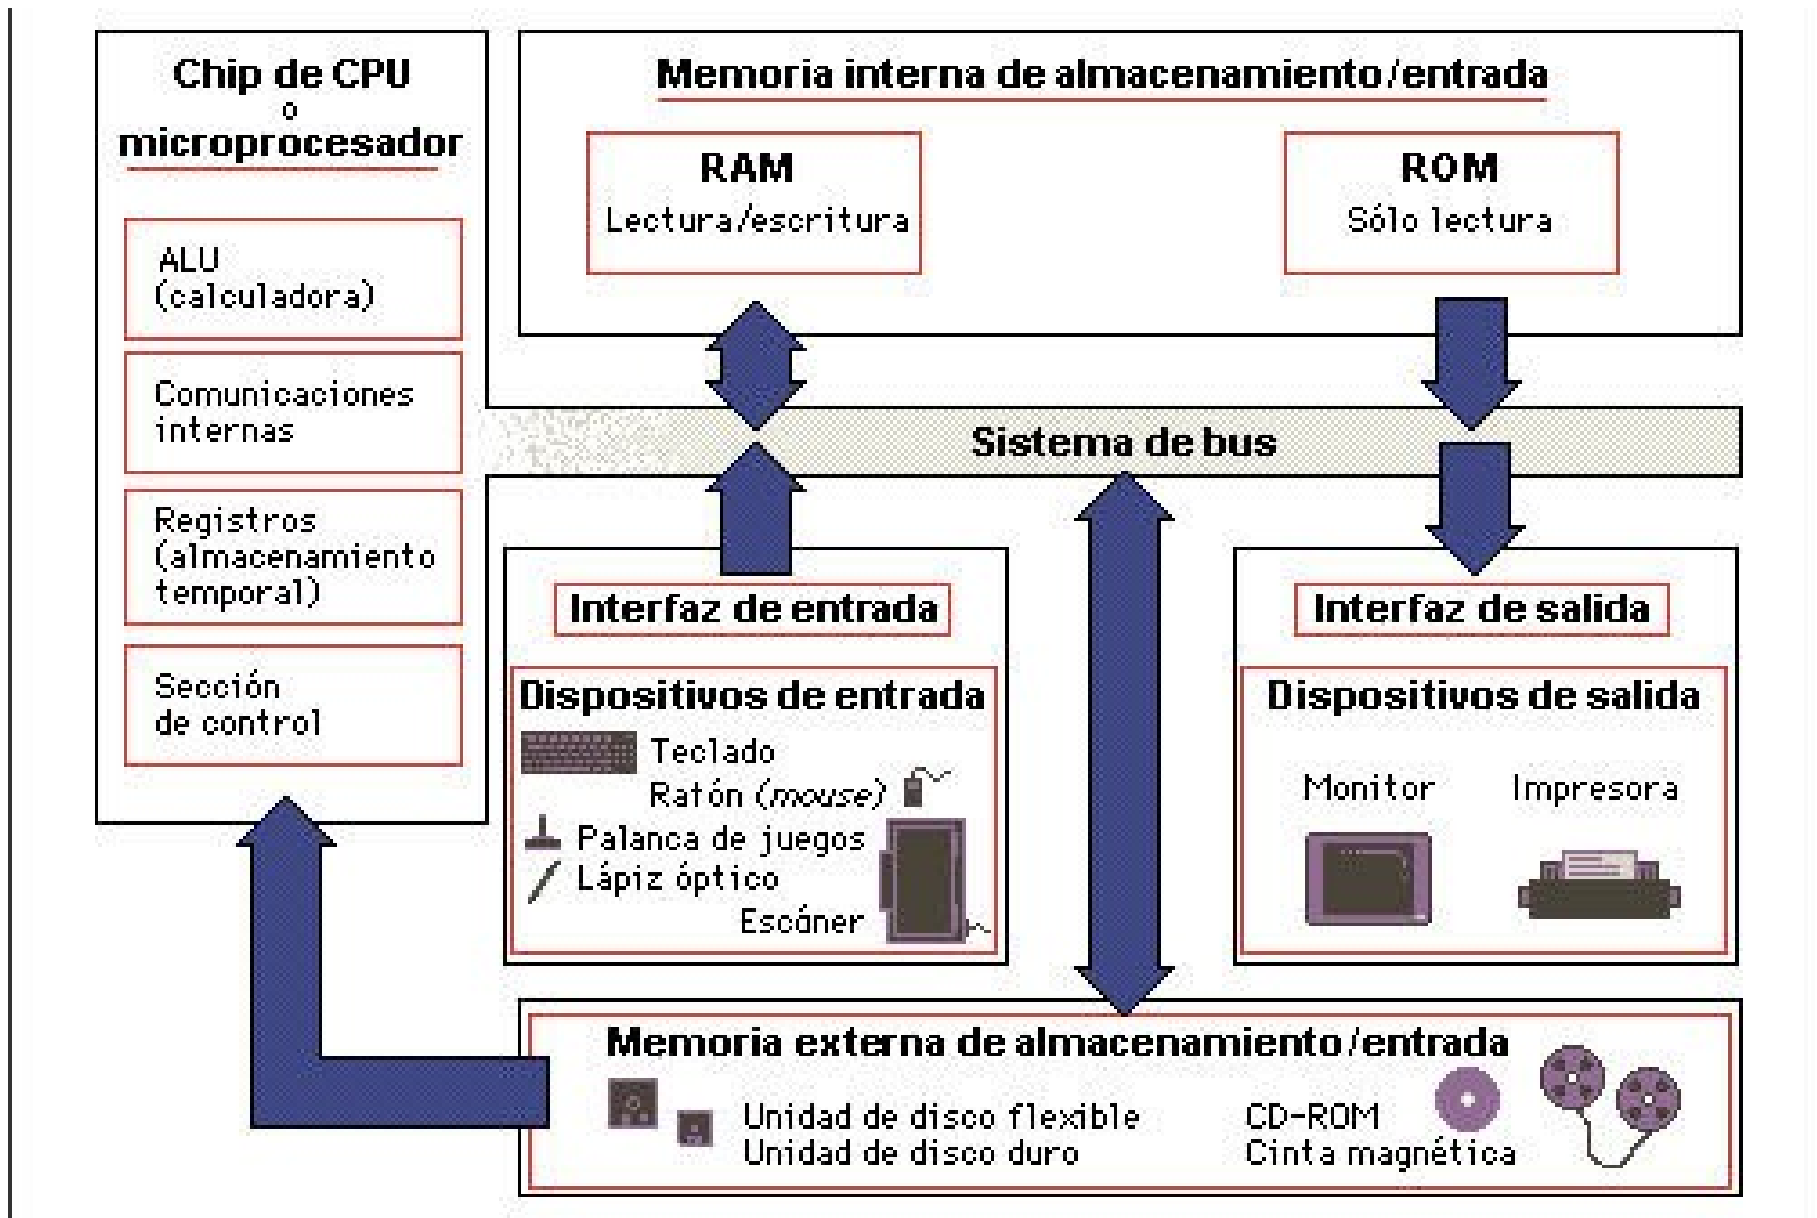 Chip de CPU
o
microprocesador
ALU
(calculadora)
Comunicaciones
internas
Registros
(almacenamiento
temporal)
Sección
de control
Memoria interna de almacenamiento/entrada
RAM
Lectura/escritura
ROM
Sólo lectura
Sistema de bus
Interfaz de entrada
Dispositivos de entrada
Teclado
Ratón (mouse)
Palanca de juegos
Lápiz óptico
Escáner
Interfaz de salida
Dispositivos de salida
Monitor
Impresora
Memoria externa de almacenamiento/entrada
Unidad de disco flexible
Unidad de disco duro
CD-ROM
Cinta magnética